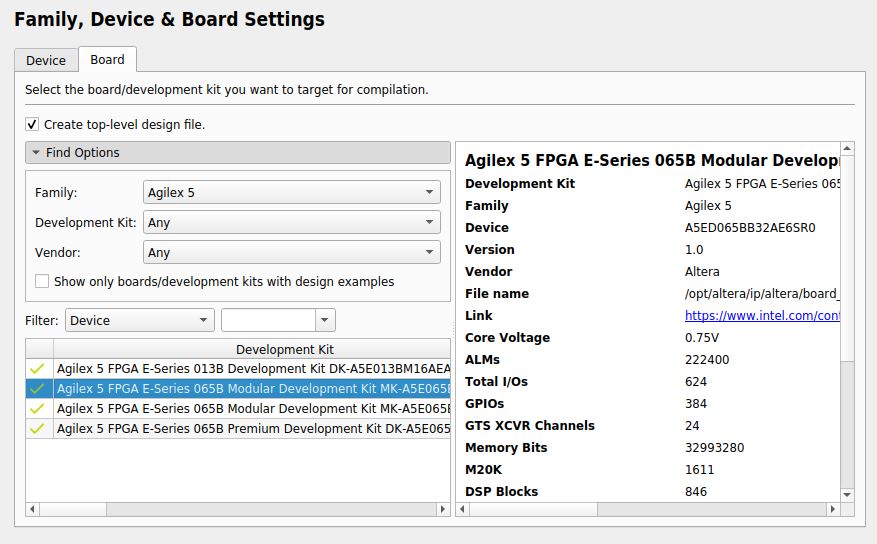 Family, Device & Board Settings
Device
Board
Select the board/development kit you want to target for compilation.
Create top-level design file.
Find Options
Family:
Agilex 5
Development Kit:
Any
Vendor:
Any
Show only boards/development kits with design examples
Filter:
Device
Development Kit
Agilex 5 FPGA E-Series 013B Development Kit DK-A5E013BM16AEA
Agilex 5 FPGA E-Series 065B Modular Development Kit MK-A5E065B
Agilex 5 FPGA E-Series 065B Modular Development Kit MK-A5E065B
Agilex 5 FPGA E-Series 065B Premium Development Kit DK-A5E065
Agilex 5 FPGA E-Series 065B Modular Develop
Development Kit Agilex 5 FPGA E-Series 065
Family Agilex 5
Device A5ED065BB32AE6SR0
Version 1.0
Vendor Altera
File name /opt/altera/ip/altera/board_
Link https://www.intel.com/cont
Core Voltage 0.75V
ALMs 222400
Total I/Os 624
GPIOs 384
GTS XCVR Channels 24
Memory Bits 32993280
M20K 1611
DSP Blocks 846